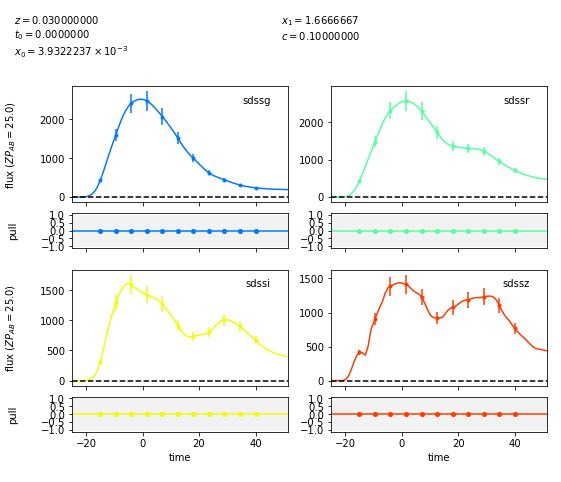 z = 0.030000000
t₀ = 0.0000000
x₀ = 3.9322237 × 10⁻³
x₁ = 1.6666667
c = 0.10000000
flux (ZP_AB = 25.0)
sdssg
2000
1000
0
sdssr
2000
1000
0
pull
1.0
0.5
0.0
−0.5
−1.0
1.0
0.5
0.0
−0.5
−1.0
flux (ZP_AB = 25.0)
sdssi
1500
1000
500
0
sdssz
1500
1000
500
0
pull
1.0
0.5
0.0
−0.5
−1.0
1.0
0.5
0.0
−0.5
−1.0
−20 0 20 40
time
−20 0 20 40
time